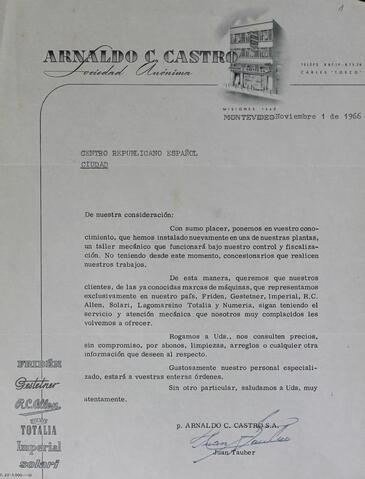 ARNALDO C. CASTRO
Sociedad Anónima
MISIONES 1460
MONTEVIDEO Noviembre 1 de 1966
CABLES "TOSCO"
CENTRO REPUBLICANO ESPAÑOL
CIUDAD
De nuestra consideración:
Con sumo placer, ponemos en vuestro cono-
cimiento, que hemos instalado nuevamente en una de nuestras plantas,
un taller mecánico que funcionará bajo nuestro control y fiscaliza-
ción. No teniendo desde este momento, concesionarios que realicen
nuestros trabajos.
De esta manera, queremos que nuestros
clientes, de las ya conocidas marcas de máquinas, que representamos
exclusivamente en nuestro país, Friden, Gestetner, Imperial, R.C.
Allen, Solari, Lagomarsino Totalia y Numeria, sigan teniendo el
servicio y atención mecánica que nosotros muy complacidos les
volvemos a ofrecer.
Rogamos a Uds., nos consulten precios,
sin compromiso, por abonos, limpiezas, arreglos o cualquier otra
información que deseen al respecto.
Gustosamente nuestro personal especiali-
zado, estará a vuestras enteras órdenes.
Sin otro particular, saludamos a Uds, muy
atentamente.
p. ARNALDO C. CASTRO S.A.
Juan Tauber
Juan Tauber
FRIDEN
Gestetner
R.C. Allen
TOTALIA
Imperial
solari